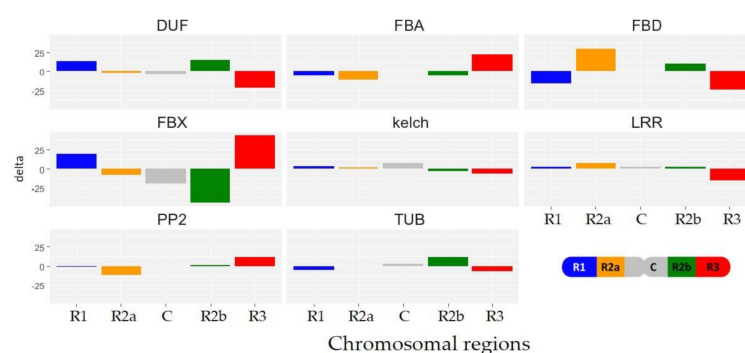 DUF FBA FBD
25
0
-25
FBX kelch LRR
25
0
-25
delta
R1 R2a C R2b R3
PP2 TUB
25
0
-25
R1 R2a C R2b R3
R1 R2a C R2b R3 R1 R2a C R2b R3
Chromosomal regions